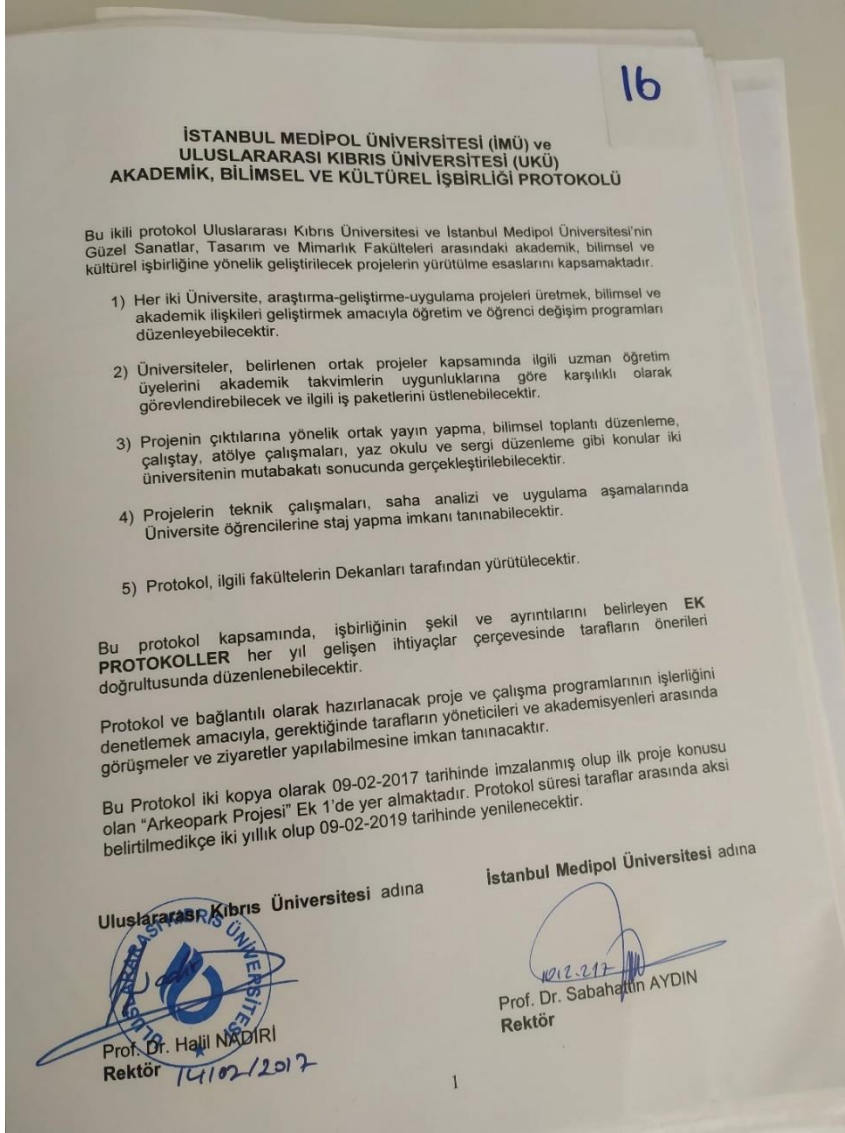 16
İSTANBUL MEDİPOL ÜNİVERSİTESİ (İMÜ) ve
ULUSLARARASI KIBRIS ÜNİVERSİTESİ (UKÜ)
AKADEMİK, BİLİMSEL VE KÜLTÜREL İŞBİRLİĞİ PROTOKOLÜ
Bu ikili protokol Uluslararası Kıbrıs Üniversitesi ve İstanbul Medipol Üniversitesi'nin
Güzel Sanatlar, Tasarım ve Mimarlık Fakülteleri arasındaki akademik, bilimsel ve
kültürel işbirliğine yönelik geliştirilecek projelerin yürütülme esaslarını kapsamaktadır.
1) Her iki Üniversite, araştırma-geliştirme-uygulama projeleri üretmek, bilimsel ve
akademik ilişkileri geliştirmek amacıyla öğretim ve öğrenci değişim programları
düzenleyebilecektir.
2) Üniversiteler, belirlenen ortak projeler kapsamında ilgili uzman öğretim
üyelerini akademik takvimlerin uygunluklarına göre karşılıklı olarak
görevlendirebilecek ve ilgili iş paketlerini üstlenebilecektir.
3) Projenin çıktılarına yönelik ortak yayın yapma, bilimsel toplantı düzenleme,
çalıştay, atölye çalışmaları, yaz okulu ve sergi düzenleme gibi konular iki
üniversitenin mutabakatı sonucunda gerçekleştirilebilecektir.
4) Projelerin teknik çalışmaları, saha analizi ve uygulama aşamalarında
Üniversite öğrencilerine staj yapma imkanı tanınabilecektir.
5) Protokol, ilgili fakültelerin Dekanları tarafından yürütülecektir.
Bu protokol kapsamında, işbirliğinin şekil ve ayrıntılarını belirleyen EK
PROTOKOLLER her yıl gelişen ihtiyaçlar çerçevesinde tarafların önerileri
doğrultusunda düzenlenebilecektir.
Protokol ve bağlantılı olarak hazırlanacak proje ve çalışma programlarının işlerliğini
denetlemek amacıyla, gerektiğinde tarafların yöneticileri ve akademisyenleri arasında
görüşmeler ve ziyaretler yapılabilmesine imkan tanınacaktır.
Bu Protokol iki kopya olarak 09-02-2017 tarihinde imzalanmış olup ilk proje konusu
olan “Arkeopark Projesi” Ek 1'de yer almaktadır. Protokol süresi taraflar arasında aksi
belirtilmedikçe iki yıllık olup 09-02-2019 tarihinde yenilenecektir.
Uluslararası Kıbrıs Üniversitesi adına
ULUSLARARASI KIBRIS ÜNİVERSİTESİ
Prof. Dr. Halil NADİRİ
Rektör 14/02/2017
İstanbul Medipol Üniversitesi adına
Prof. Dr. Sabahattin AYDIN
Rektör
1